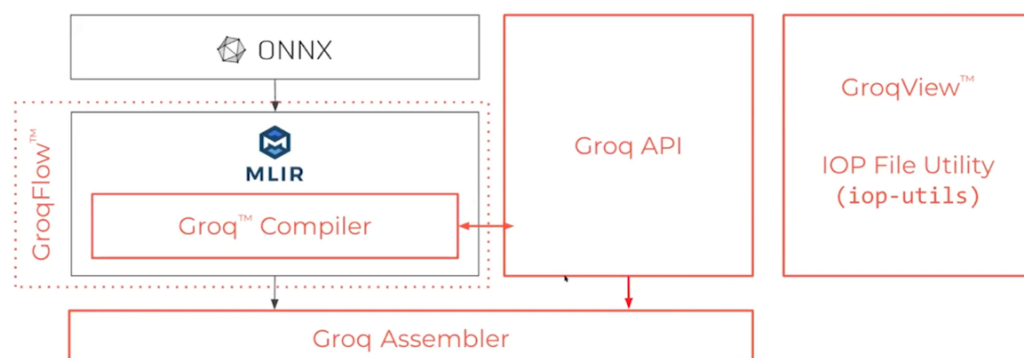 ONNX
GroqFlow™
MLIR
Groq™ Compiler
Groq API
GroqView™
IOP File Utility
(iop-utils)
Groq Assembler